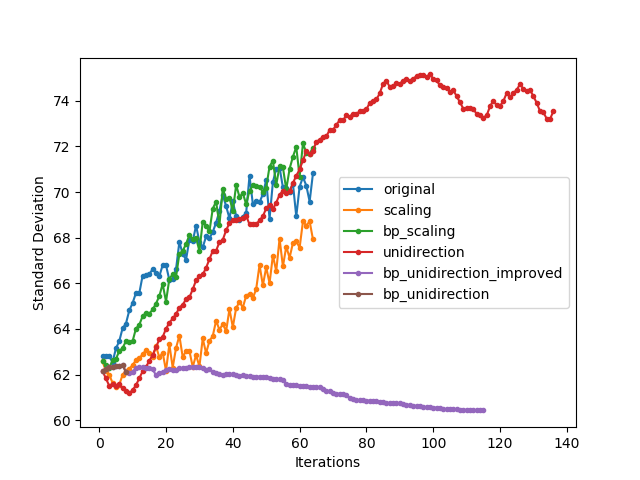 74
72
70
68
66
64
62
60
Standard Deviation
original
scaling
bp_scaling
unidirection
bp_unidirection_improved
bp_unidirection
0 20 40 60 80 100 120 140
Iterations